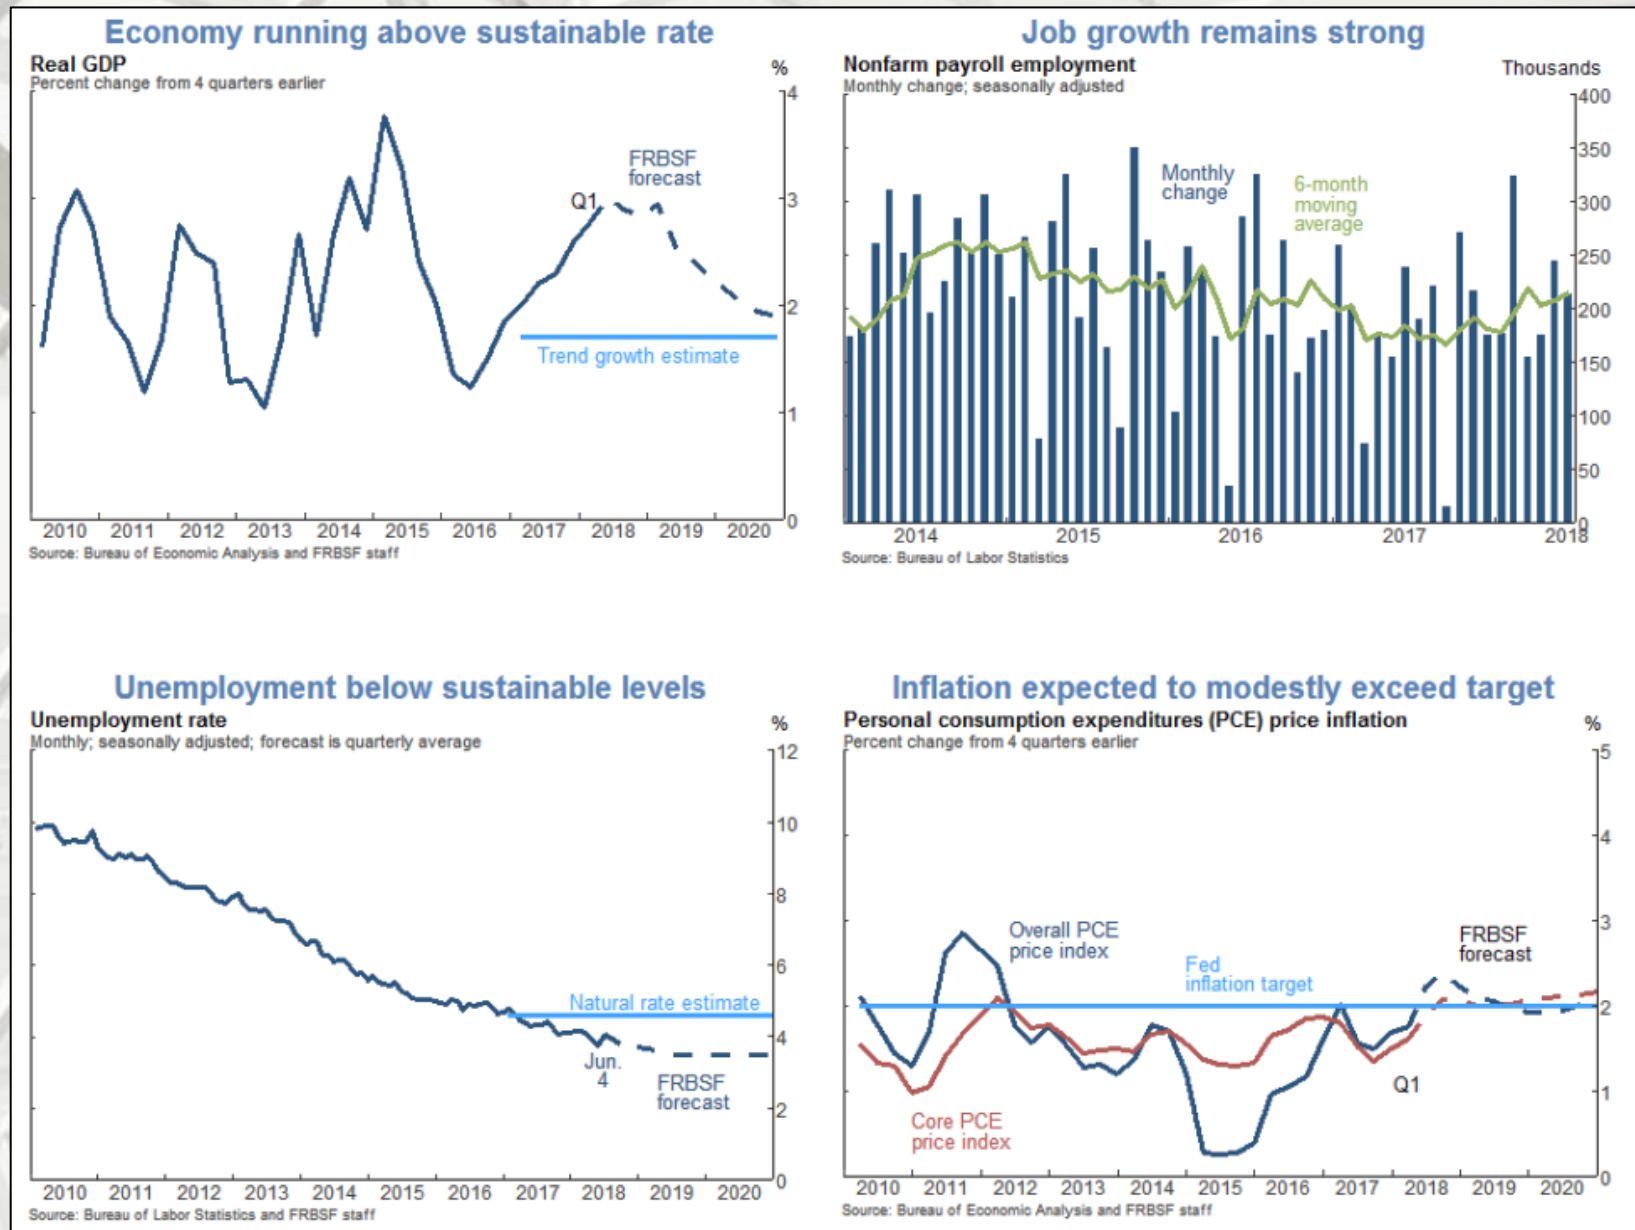 Economy running above sustainable rate
Real GDP
%
Percent change from 4 quarters earlier
4
FRBSF
forecast
Q1
3
2
Trend growth estimate
1
0
2010 2011 2012 2013 2014 2015 2016 2017 2018 2019 2020
Source: Bureau of Economic Analysis and FRBSF staff
Job growth remains strong
Nonfarm payroll employment
Thousands
Monthly change; seasonally adjusted
400
350
Monthly
change
6-month
moving
average
300
250
200
150
100
50
0
2014 2015 2016 2017 2018
Source: Bureau of Labor Statistics
Unemployment below sustainable levels
Unemployment rate
%
Monthly; seasonally adjusted; forecast is quarterly average
12
10
8
6
Natural rate estimate
4
Jun.
4
FRBSF
forecast
2
0
2010 2011 2012 2013 2014 2015 2016 2017 2018 2019 2020
Source: Bureau of Labor Statistics and FRBSF staff
Inflation expected to modestly exceed target
Personal consumption expenditures (PCE) price inflation
%
Percent change from 4 quarters earlier
5
4
3
Overall PCE
price index
FRBSF
forecast
Fed
inflation target
2
Q1
1
Core PCE
price index
0
2010 2011 2012 2013 2014 2015 2016 2017 2018 2019 2020
Source: Bureau of Economic Analysis and FRBSF staff